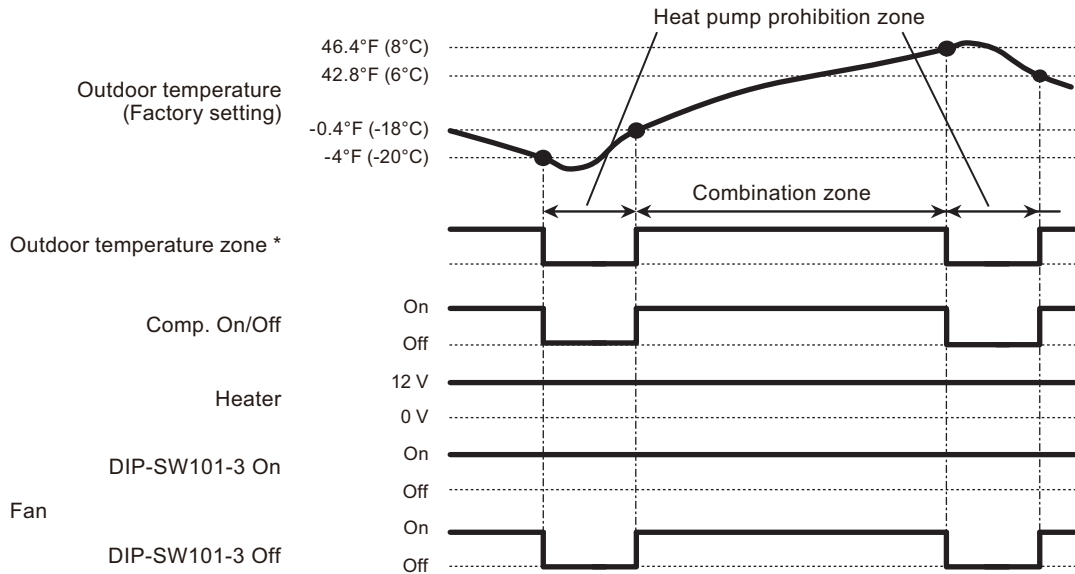 Heat pump prohibition zone
46.4°F (8°C)
42.8°F (6°C)
Outdoor temperature
(Factory setting)
-0.4°F (-18°C)
-4°F (-20°C)
Combination zone
Outdoor temperature zone *
Comp. On/Off
On
Off
Heater
12 V
0 V
DIP-SW101-3 On
On
Off
Fan
DIP-SW101-3 Off
On
Off